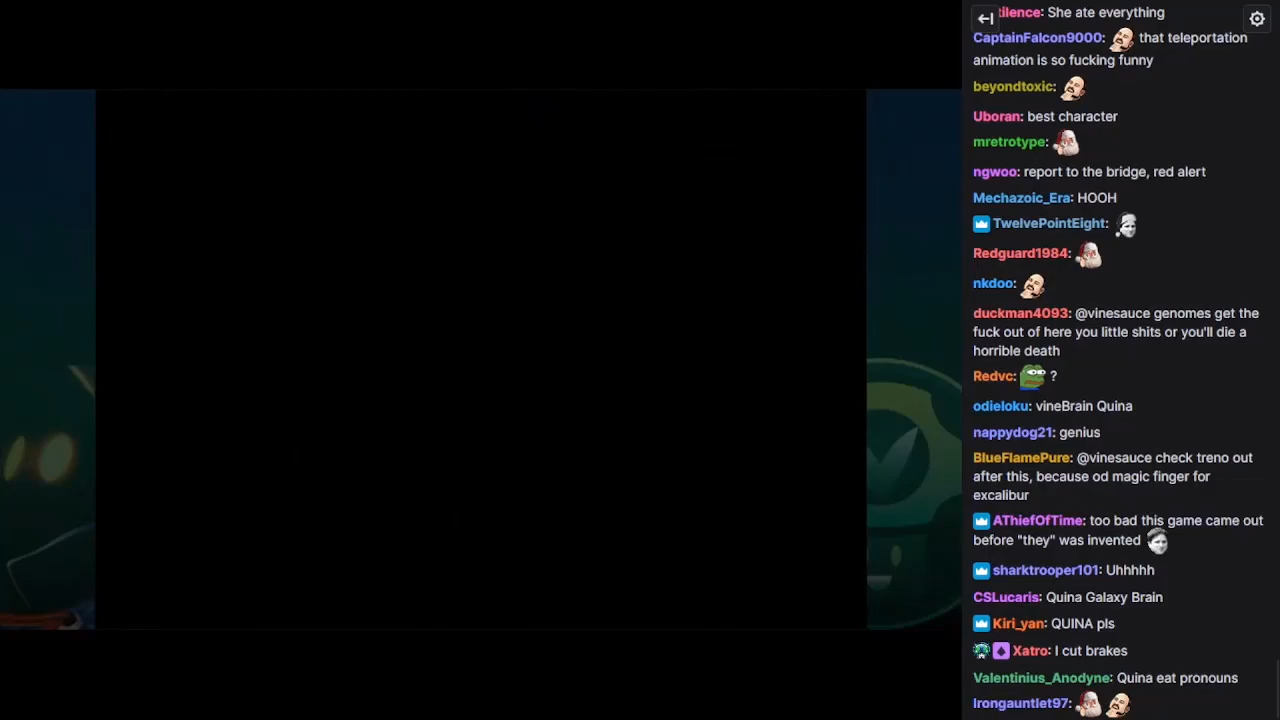 ilence: She ate everything
CaptainFalcon9000: that teleportation
animation is so fucking funny
beyondtoxic:
Uboran: best character
mretrotype:
ngwoo: report to the bridge, red alert
Mechazoic_Era: HOOH
TwelvePointEight:
Redguard1984:
nkdoo:
duckman4093: @vinesauce genomes get the
fuck out of here you little shits or you'll die a
horrible death
Redvc: ?
odieloku: vineBrain Quina
nappydog21: genius
BlueFlamePure: @vinesauce check treno out
after this, because od magic finger for
excalibur
AThiefOfTime: too bad this game came out
before "they" was invented
sharktrooper101: Uhhhhh
CSLucaris: Quina Galaxy Brain
Kiri_yan: QUINA pls
Xatro: I cut brakes
Valentinius_Anodyne: Quina eat pronouns
Irongauntlet97: